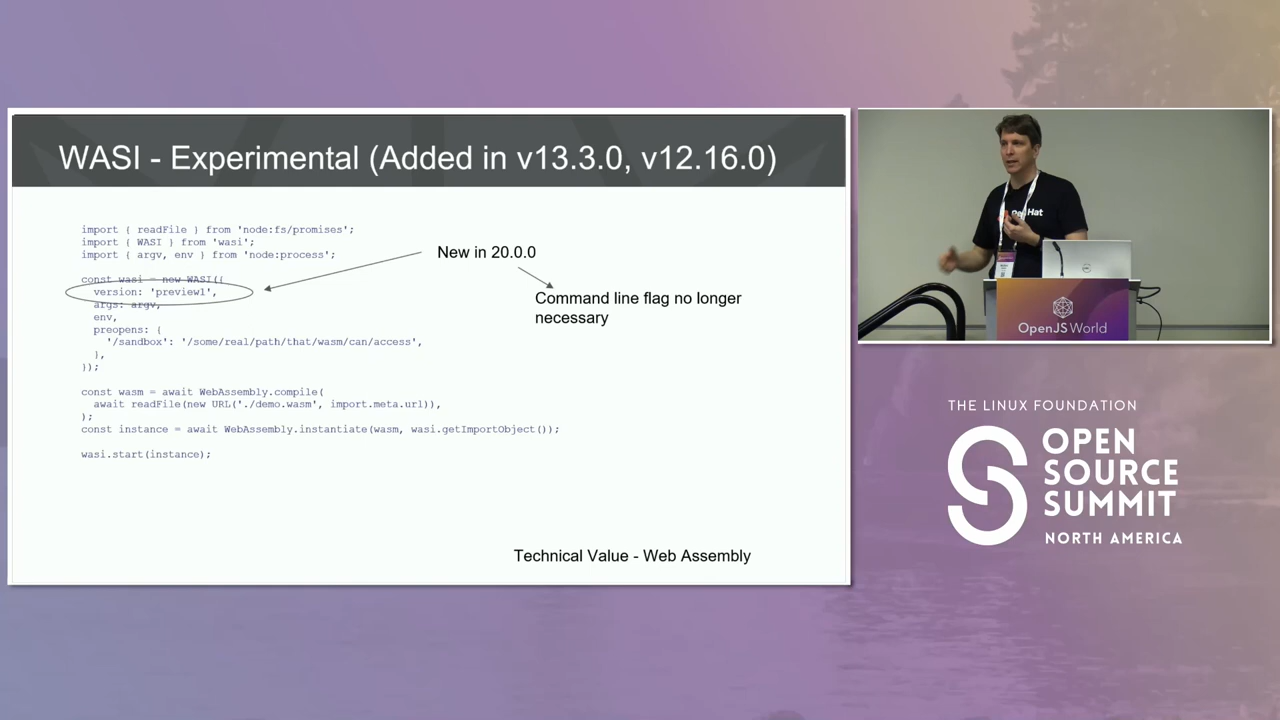 WASI - Experimental (Added in v13.3.0, v12.16.0)
import { readFile } from 'node:fs/promises';
import { WASI } from 'wasi';
import { argv, env } from 'node:process';
const wasi = new WASI({
version: 'preview1',
args: argv,
env,
preopens: {
'/sandbox': '/some/real/path/that/wasm/can/access',
},
});
const wasm = await WebAssembly.compile(
await readFile(new URL('./demo.wasm', import.meta.url)),
);
const instance = await WebAssembly.instantiate(wasm, wasi.getImportObject());
wasi.start(instance);
New in 20.0.0
Command line flag no longer
necessary
Technical Value - Web Assembly
Hat
OpenJS World
THE LINUX FOUNDATION
OPEN
SOURCE
SUMMIT
NORTH AMERICA